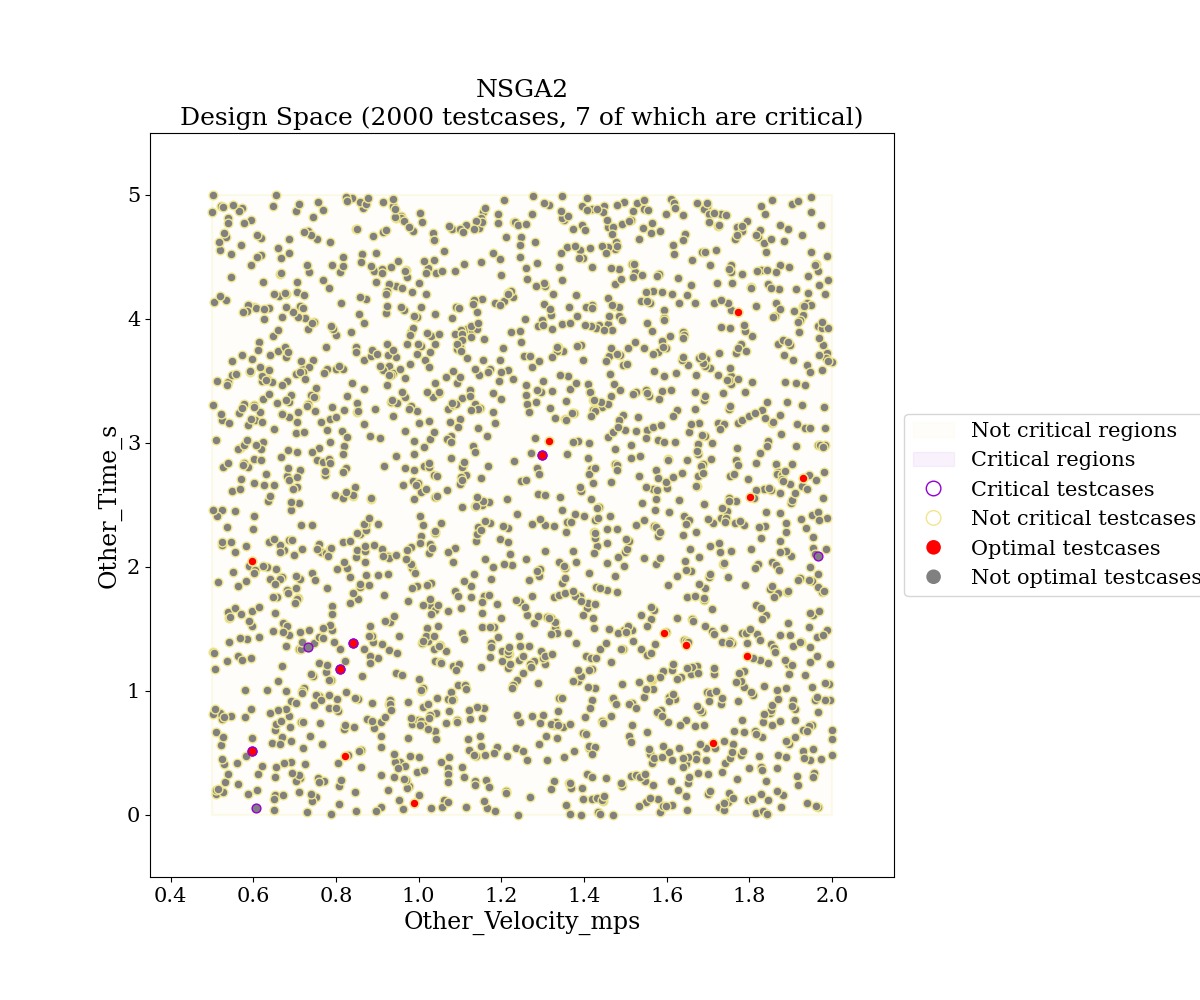 NSGA2
Design Space (2000 testcases, 7 of which are critical)
5
4
3
2
1
0
Other_Time_s
0.4 0.6 0.8 1.0 1.2 1.4 1.6 1.8 2.0
Other_Velocity_mps
Not critical regions
Critical regions
Critical testcases
Not critical testcases
Optimal testcases
Not optimal testcases